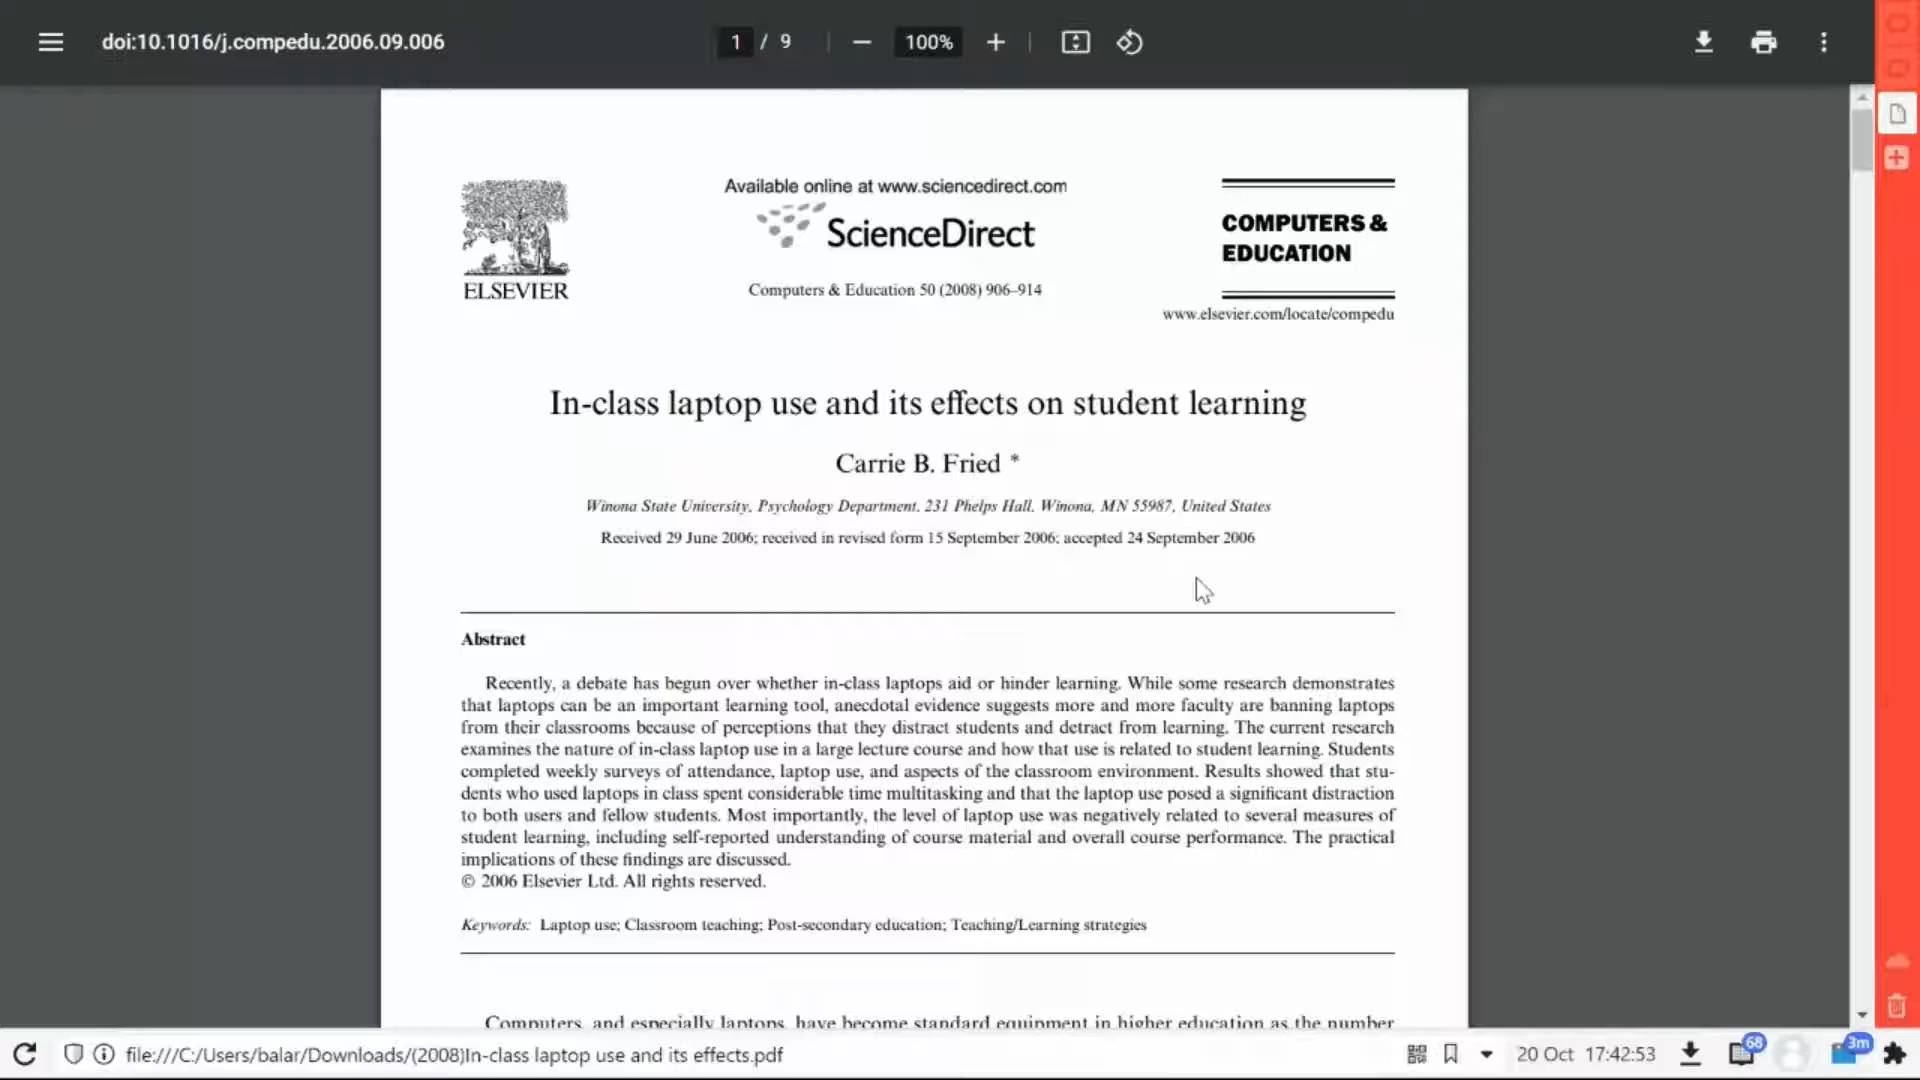 doi:10.1016/j.compedu.2006.09.006
1 / 9
100%
Available online at www.sciencedirect.com
ScienceDirect
ELSEVIER
Computers & Education 50 (2008) 906–914
COMPUTERS &
EDUCATION
www.elsevier.com/locate/compedu
In-class laptop use and its effects on student learning
Carrie B. Fried *
Winona State University, Psychology Department, 231 Phelps Hall, Winona, MN 55987, United States
Received 29 June 2006; received in revised form 15 September 2006; accepted 24 September 2006
Abstract
Recently, a debate has begun over whether in-class laptops aid or hinder learning. While some research demonstrates
that laptops can be an important learning tool, anecdotal evidence suggests more and more faculty are banning laptops
from their classrooms because of perceptions that they distract students and detract from learning. The current research
examines the nature of in-class laptop use in a large lecture course and how that use is related to student learning. Students
completed weekly surveys of attendance, laptop use, and aspects of the classroom environment. Results showed that stu-
dents who used laptops in class spent considerable time multitasking and that the laptop use posed a significant distraction
to both users and fellow students. Most importantly, the level of laptop use was negatively related to several measures of
student learning, including self-reported understanding of course material and overall course performance. The practical
implications of these findings are discussed.
© 2006 Elsevier Ltd. All rights reserved.
Keywords: Laptop use; Classroom teaching; Post-secondary education; Teaching/Learning strategies
Computers, and especially laptops, have become standard equipment in higher education as the number
file:///C:/Users/balar/Downloads/(2008)In-class laptop use and its effects.pdf
20 Oct 17:42:53
68
3m